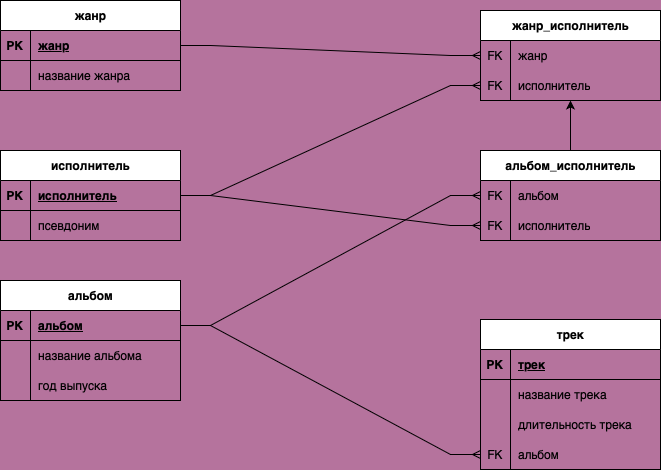 жанр
PK жанр
название жанра
исполнитель
PK исполнитель
псевдоним
альбом
PK альбом
название альбома
год выпуска
жанр_исполнитель
FK жанр
FK исполнитель
альбом_исполнитель
FK альбом
FK исполнитель
трек
PK трек
название трека
длительность трека
FK альбом